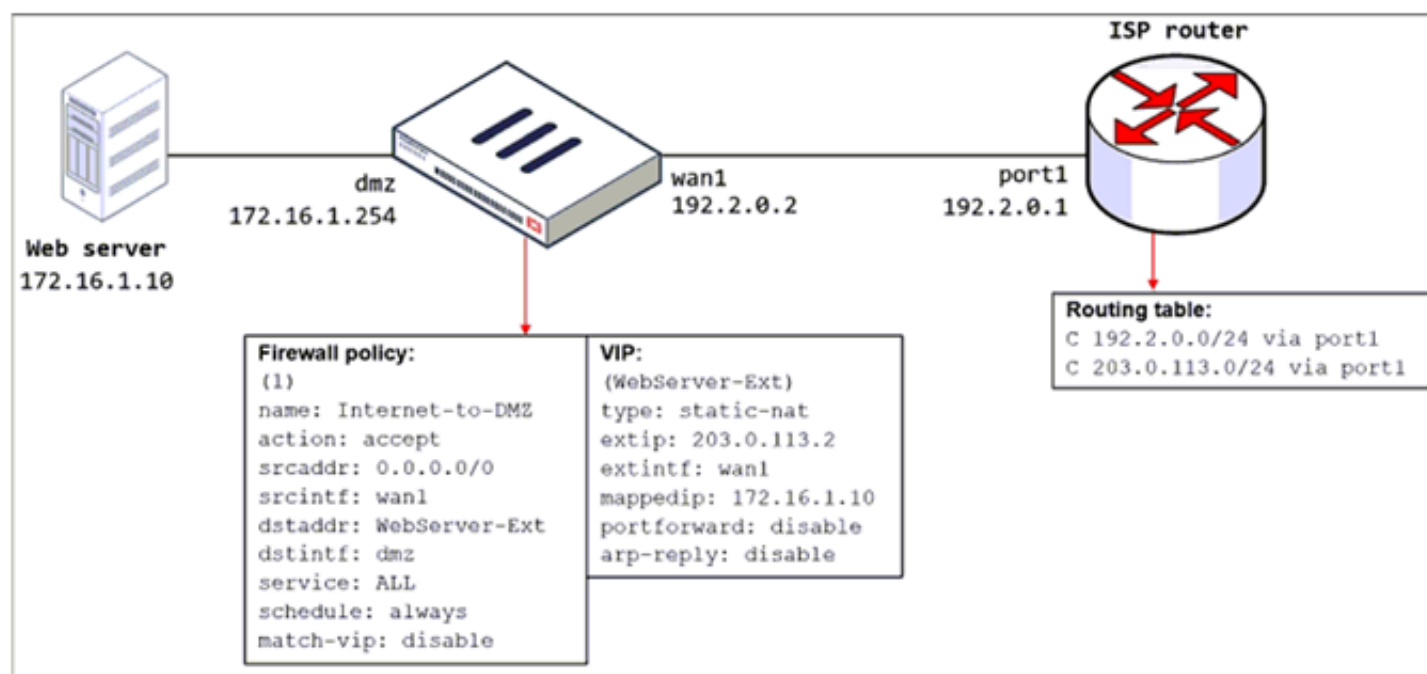 ISP router
dmz
172.16.1.254
wan1
192.2.0.2
port1
192.2.0.1
Web server
172.16.1.10
Firewall policy:
(1)
name: Internet-to-DMZ
action: accept
srcaddr: 0.0.0.0/0
srcintf: wan1
dstaddr: WebServer-Ext
dstintf: dmz
service: ALL
schedule: always
match-vip: disable
VIP:
(WebServer-Ext)
type: static-nat
extip: 203.0.113.2
extintf: wan1
mappedip: 172.16.1.10
portforward: disable
arp-reply: disable
Routing table:
C 192.2.0.0/24 via port1
C 203.0.113.0/24 via port1